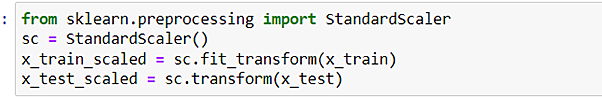 :
from sklearn.preprocessing import StandardScaler
sc = StandardScaler()
x_train_scaled = sc.fit_transform(x_train)
x_test_scaled = sc.transform(x_test)